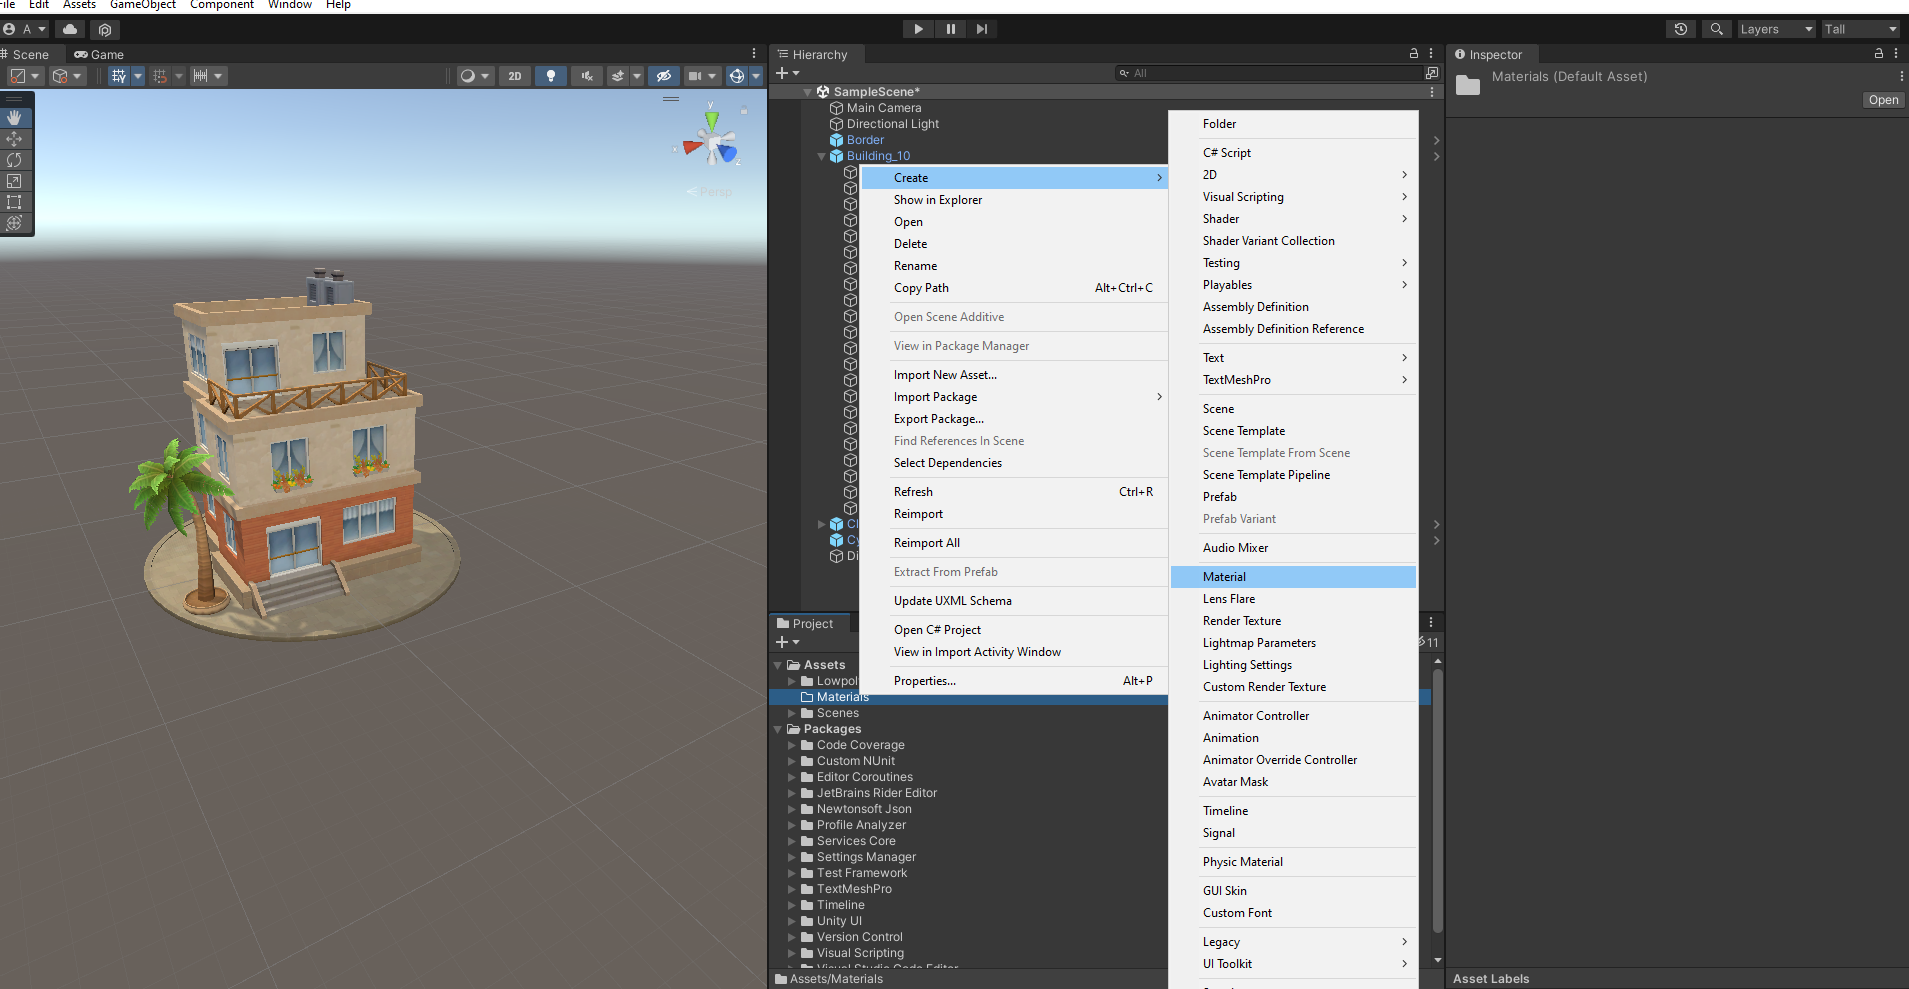 File Edit Assets GameObject Component Window Help
A
Layers
Tall
Scene
Game
2D
y
x
z
Persp
Hierarchy
All
SampleScene*
Main Camera
Directional Light
Border
Building_10
Cl
Cy
Di
Create
Show in Explorer
Open
Delete
Rename
Copy Path Alt+Ctrl+C
Open Scene Additive
View in Package Manager
Import New Asset...
Import Package
Export Package...
Find References In Scene
Select Dependencies
Refresh Ctrl+R
Reimport
Reimport All
Extract From Prefab
Update UXML Schema
Open C# Project
View in Import Activity Window
Properties... Alt+P
Folder
C# Script
2D
Visual Scripting
Shader
Shader Variant Collection
Testing
Playables
Assembly Definition
Assembly Definition Reference
Text
TextMeshPro
Scene
Scene Template
Scene Template From Scene
Scene Template Pipeline
Prefab
Prefab Variant
Audio Mixer
Material
Lens Flare
Render Texture
Lightmap Parameters
Lighting Settings
Custom Render Texture
Animator Controller
Animation
Animator Override Controller
Avatar Mask
Timeline
Signal
Physic Material
GUI Skin
Custom Font
Legacy
UI Toolkit
Project
11
Assets
Lowpol
Materials
Scenes
Packages
Code Coverage
Custom NUnit
Editor Coroutines
JetBrains Rider Editor
Newtonsoft Json
Profile Analyzer
Services Core
Settings Manager
Test Framework
TextMeshPro
Timeline
Unity UI
Version Control
Visual Scripting
Visual Studio Code Editor
Assets/Materials
Inspector
Materials (Default Asset)
Open
Asset Labels